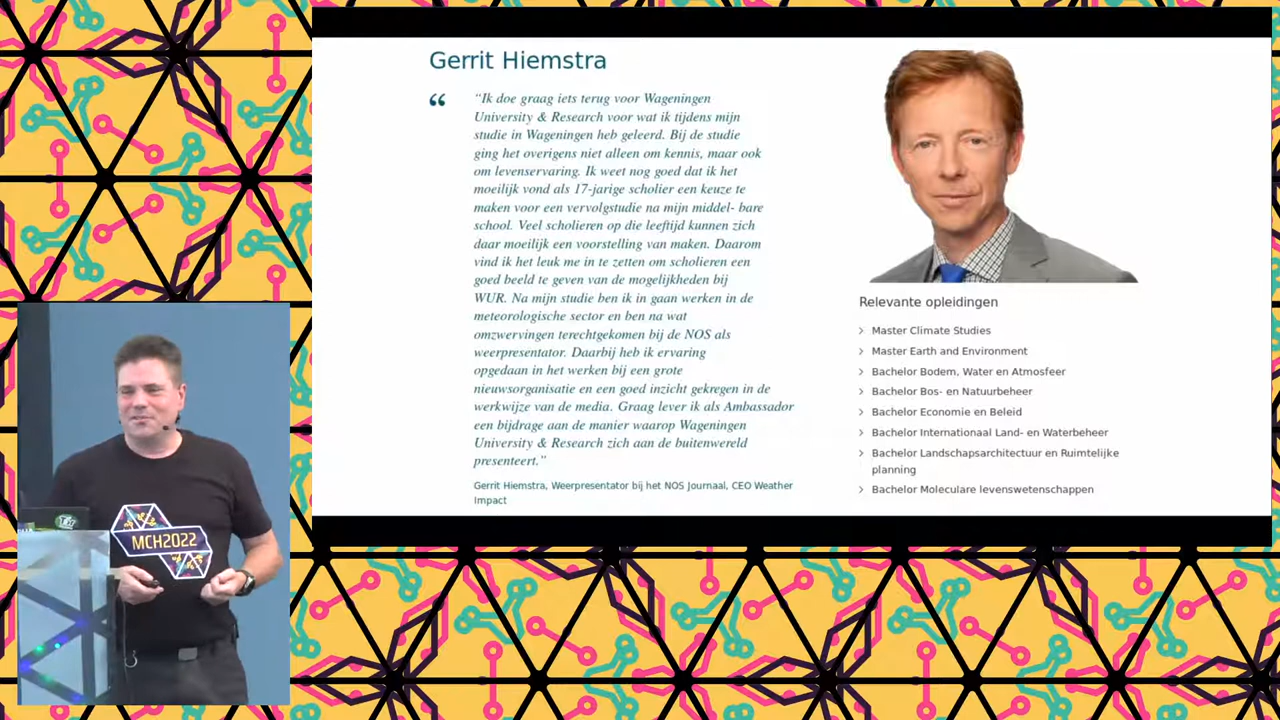 Gerrit Hiemstra
“
“Ik doe graag iets terug voor Wageningen
University & Research voor wat ik tijdens mijn
studie in Wageningen heb geleerd. Bij de studie
ging het overigens niet alleen om kennis, maar ook
om levenservaring. Ik weet nog goed dat ik het
moeilijk vond als 17-jarige scholier een keuze te
maken voor een vervolgstudie na mijn middel- bare
school. Veel scholieren op die leeftijd kunnen zich
daar moeilijk een voorstelling van maken. Daarom
vind ik het leuk me in te zetten om scholieren een
goed beeld te geven van de mogelijkheden bij
WUR. Na mijn studie ben ik in gaan werken in de
meteorologische sector en ben na wat
omzwervingen terechtgekomen bij de NOS als
weerpresentator. Daarbij heb ik ervaring
opgedaan in het werken bij een grote
nieuwsorganisatie en een goed inzicht gekregen in de
werkwijze van de media. Graag lever ik als Ambassador
een bijdrage aan de manier waarop Wageningen
University & Research zich aan de buitenwereld
presenteert.”
Gerrit Hiemstra, Weerpresentator bij het NOS Journaal, CEO Weather
Impact
Relevante opleidingen
Master Climate Studies
Master Earth and Environment
Bachelor Bodem, Water en Atmosfeer
Bachelor Bos- en Natuurbeheer
Bachelor Economie en Beleid
Bachelor Internationaal Land- en Waterbeheer
Bachelor Landschapsarchitectuur en Ruimtelijke
planning
Bachelor Moleculaire levenswetenschappen
MCH2022